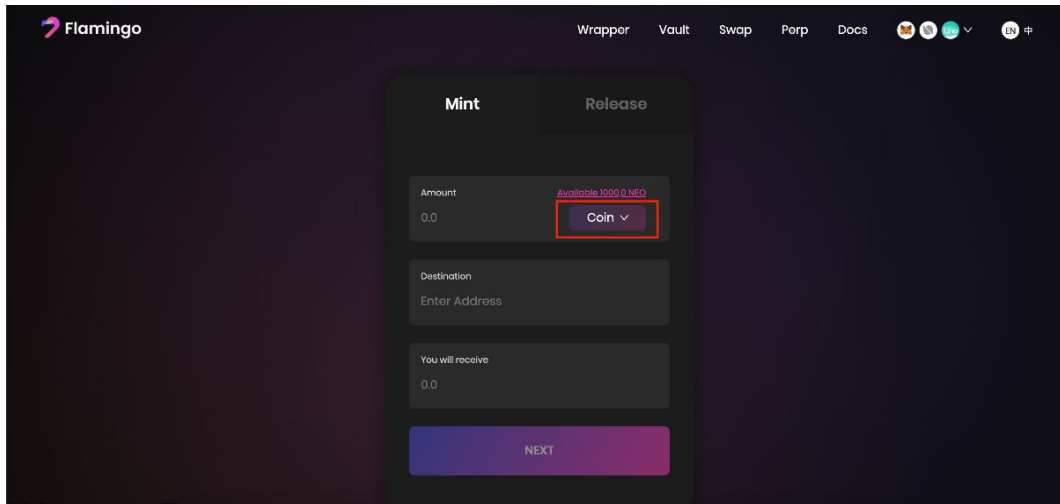 Flamingo
Wrapper Vault Swap Perp Docs EN 中
Mint Release
Amount Available 1000,0 NEO
0.0 Coin
Destination
Enter Address
You will receive
0.0
NEXT